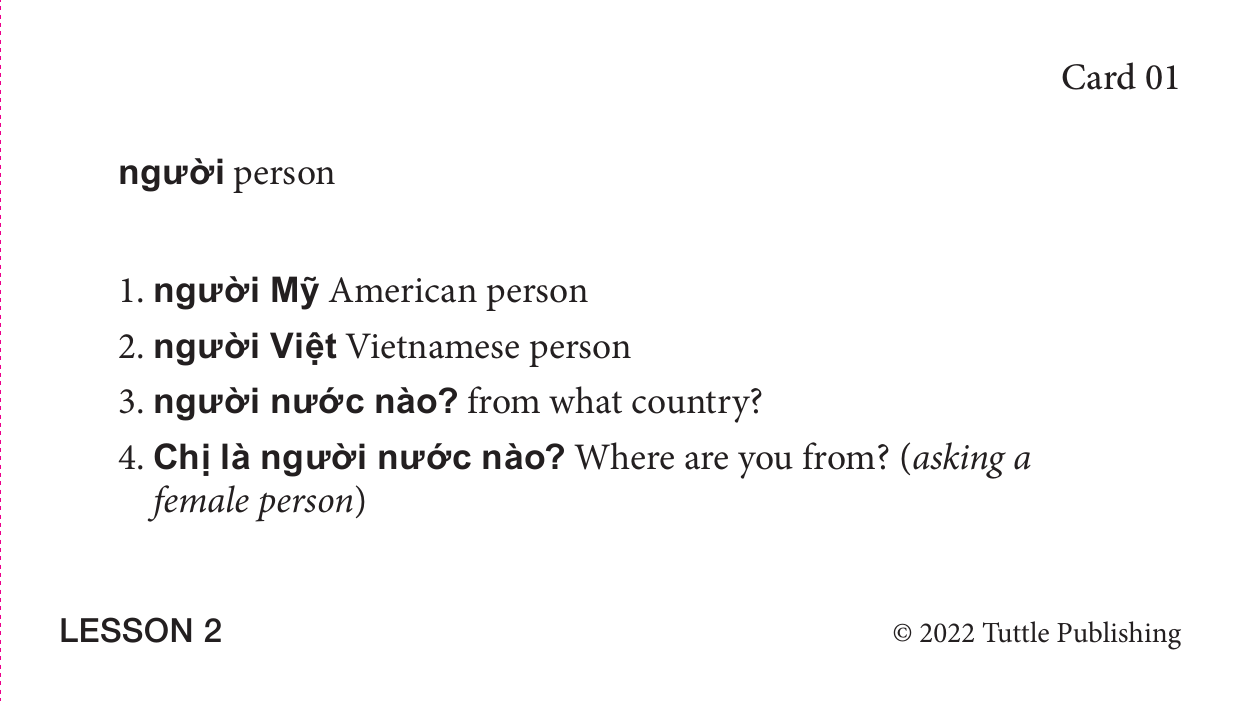 Card 01
người person
1. người Mỹ American person
2. người Việt Vietnamese person
3. người nước nào? from what country?
4. Chị là người nước nào? Where are you from? (asking a
female person)
LESSON 2
© 2022 Tuttle Publishing